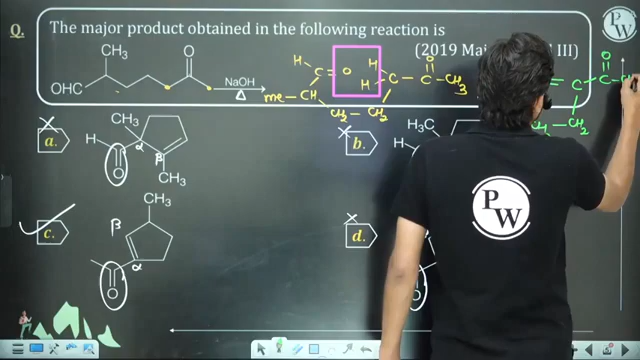 Q. The major product obtained in the following reaction is
(2019 Mai III)
CH₃ O
OHC NaOH
Δ
H C = O H C – C – CH₃
H O
me – CH CH₂ – CH₂
= C – C – C
O
CH₂
a. CH₃ H O α β CH₃
b. H₃C H
c. CH₃ β α O
d. O
P W